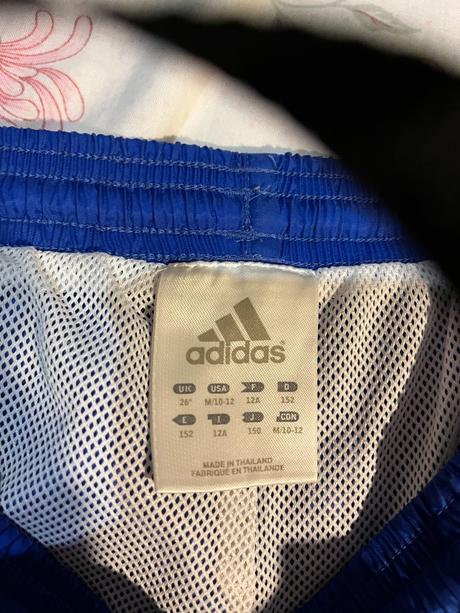 adidas®
UK USA F D
26" M/10-12 12A 152
E I J CDN
152 12A 150 M/10-12
MADE IN THAILAND
FABRIQUE EN THAILANDE